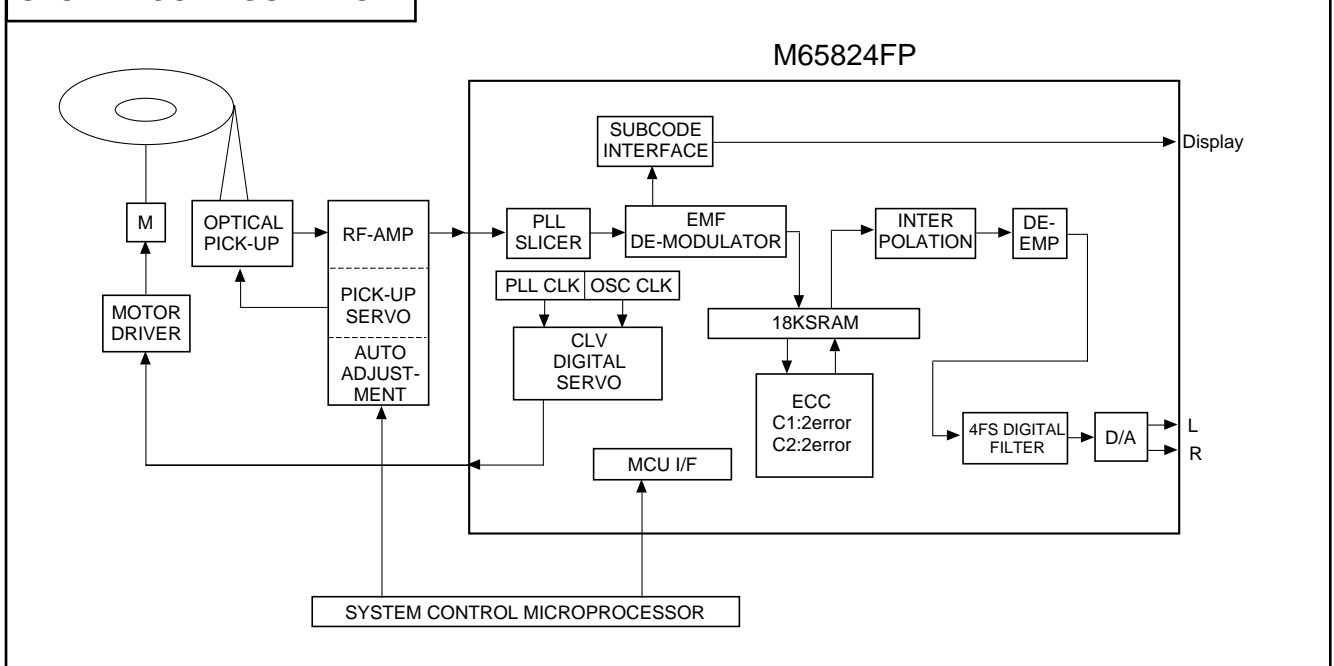 M65824FP
SUBCODE
INTERFACE
Display
M
OPTICAL
PICK-UP
RF-AMP
PLL
SLICER
EMF
DE-MODULATOR
INTER
POLATION
DE-
EMP
PLL CLK
OSC CLK
MOTOR
DRIVER
PICK-UP
SERVO
18KSRAM
CLV
DIGITAL
SERVO
AUTO
ADJUST-
MENT
ECC
C1:2error
C2:2error
4FS DIGITAL
FILTER
D/A
L
R
MCU I/F
SYSTEM CONTROL MICROPROCESSOR